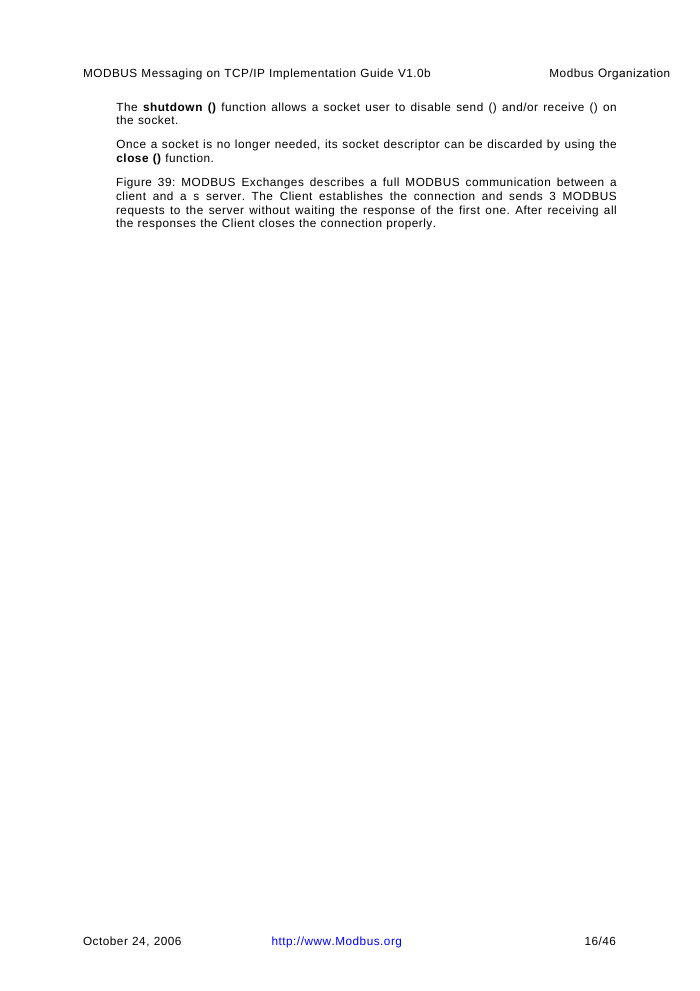 MODBUS Messaging on TCP/IP Implementation Guide V1.0b Modbus Organization
The shutdown () function allows a socket user to disable send () and/or receive () on
the socket.
Once a socket is no longer needed, its socket descriptor can be discarded by using the
close () function.
Figure 39: MODBUS Exchanges describes a full MODBUS communication between a
client and a s server. The Client establishes the connection and sends 3 MODBUS
requests to the server without waiting the response of the first one. After receiving all
the responses the Client closes the connection properly.
October 24, 2006 http://www.Modbus.org 16/46